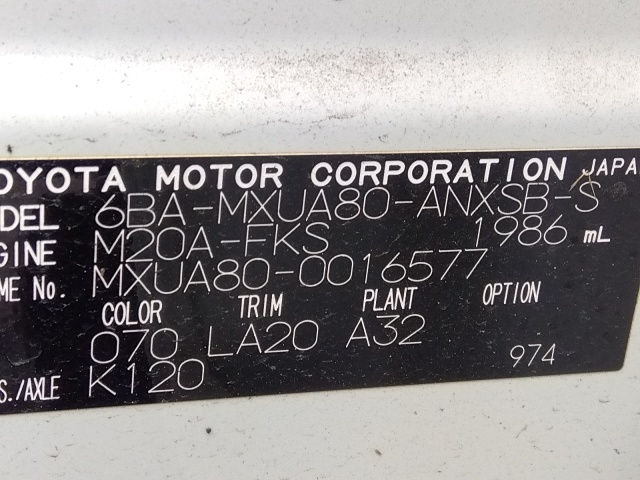 OYOTA MOTOR CORPORATION JAPA
ODEL 6BA-MXUA80-ANXSB-S
GINE M20A-FKS 1986 mL
ME No. MXUA80-0016577
COLOR TRIM PLANT OPTION
070 LA20 A32
S./AXLE K120 974